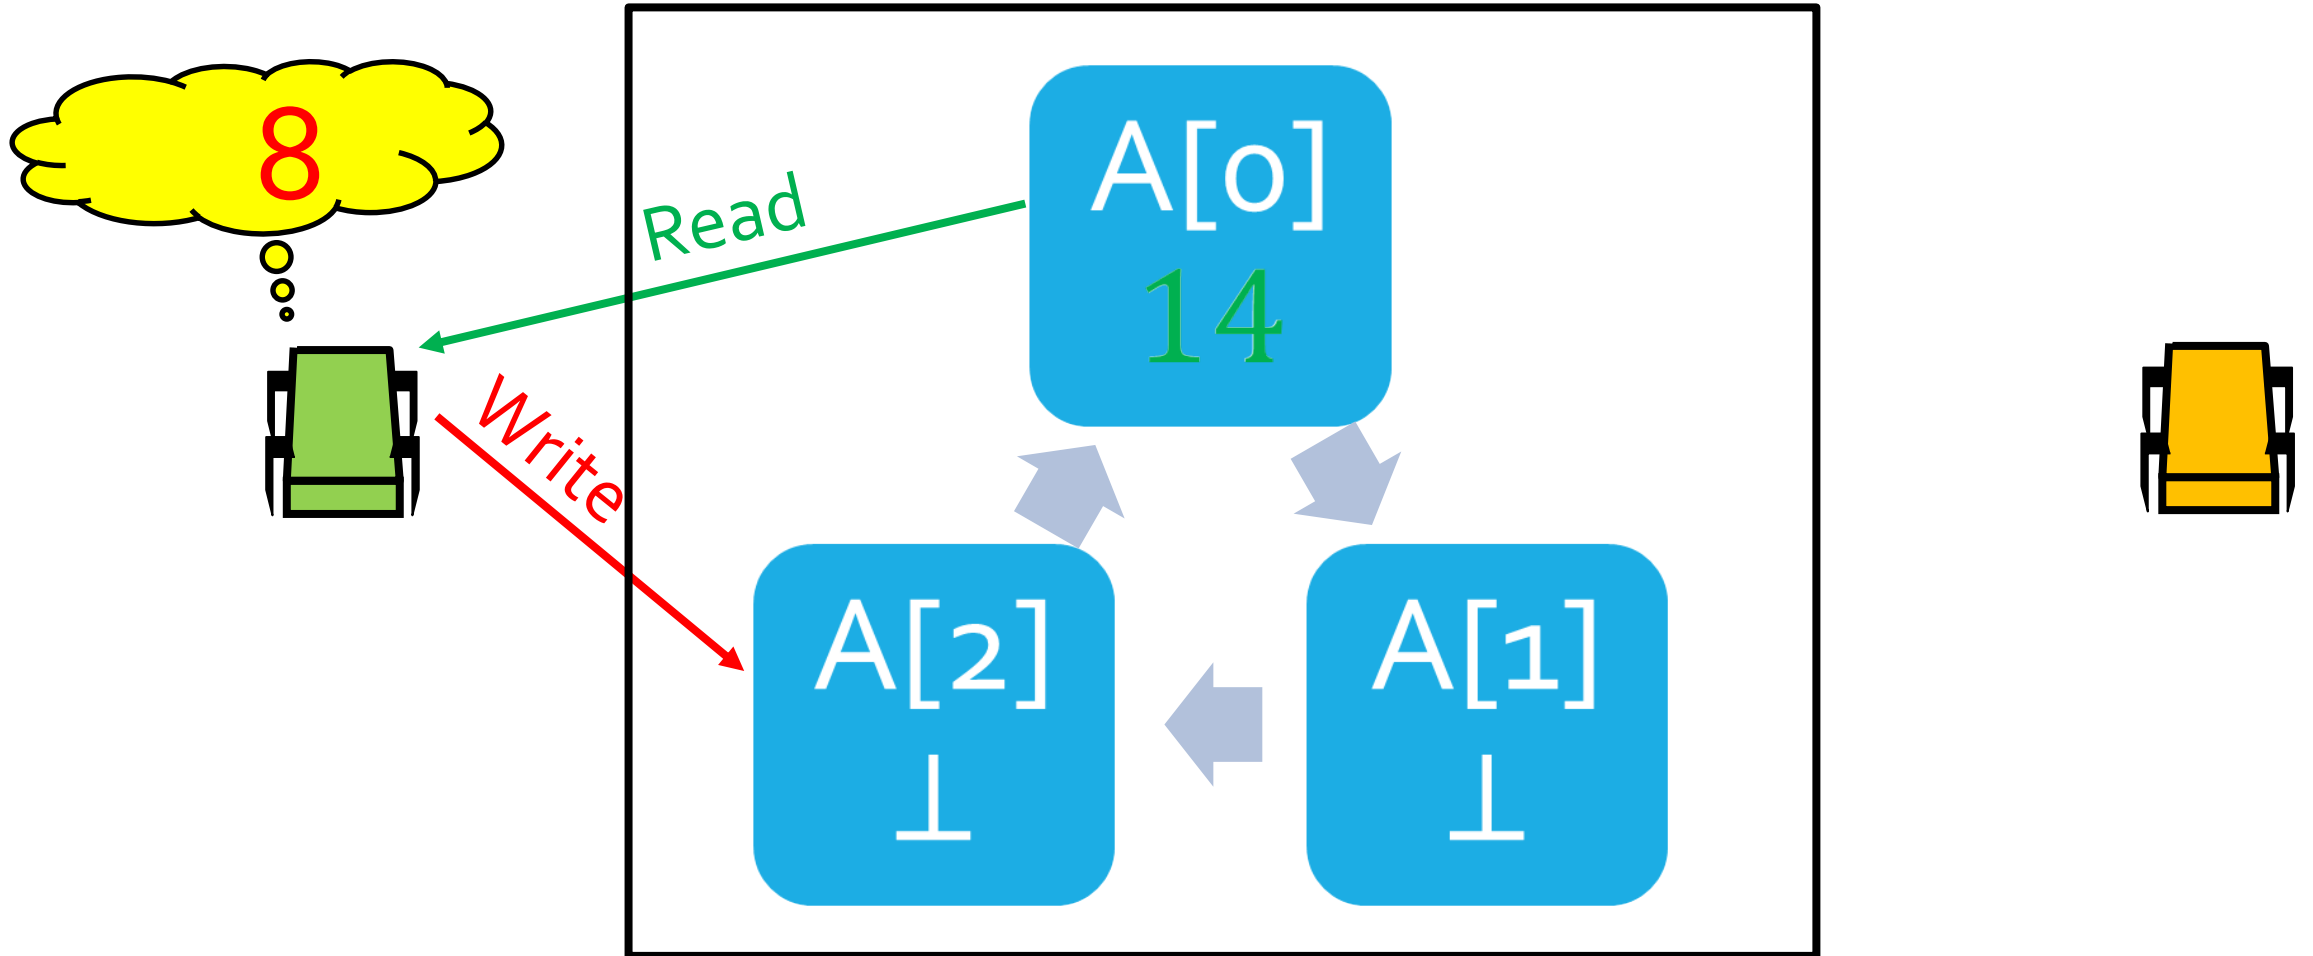 8
Read
Write
A[0]
14
A[2]
⊥
A[1]
⊥